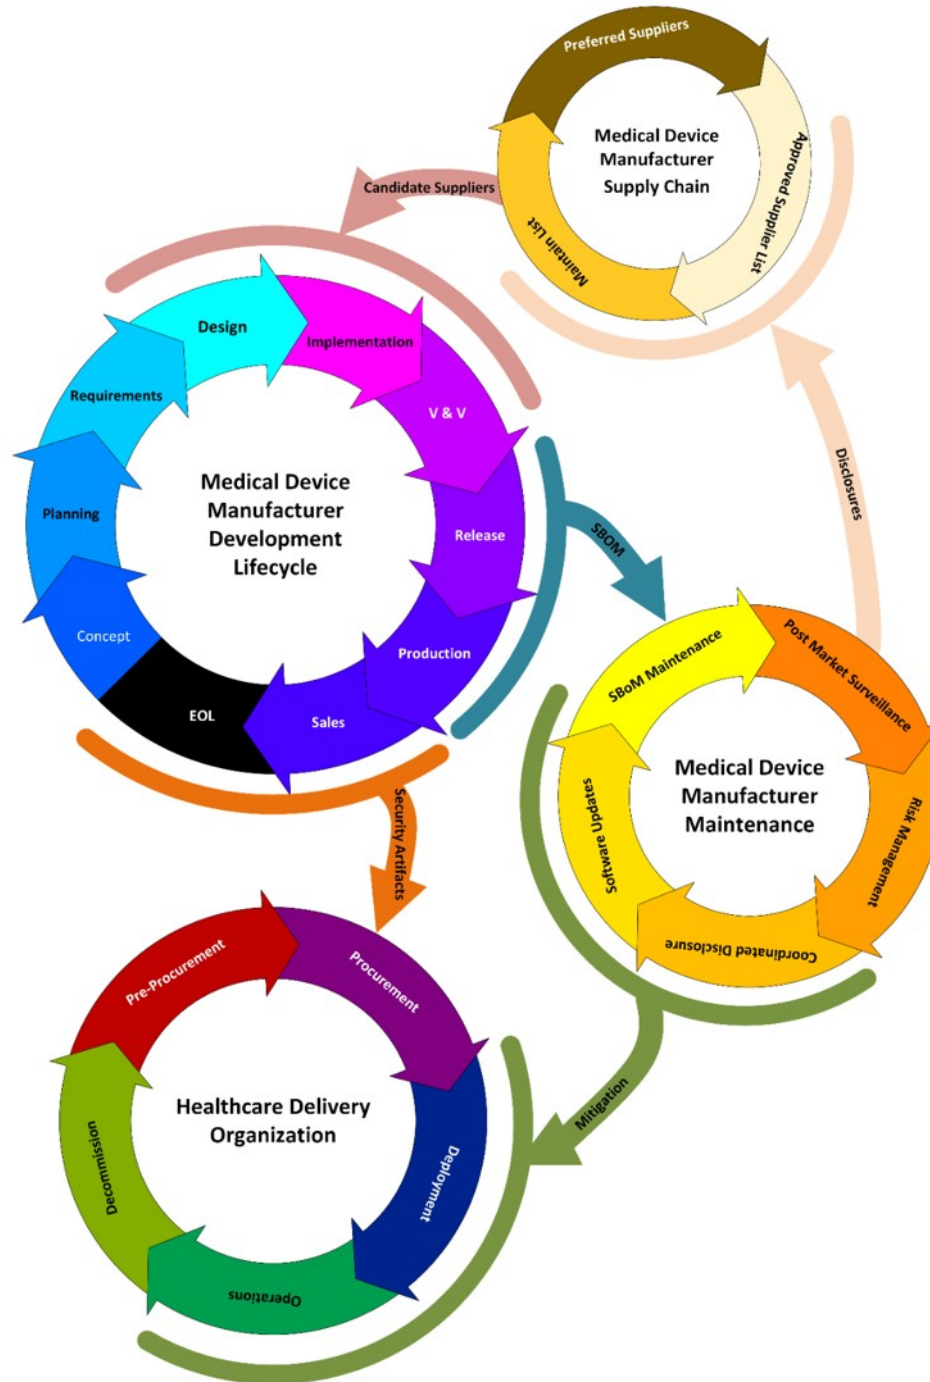 Preferred Suppliers
Approved Supplier List
Maintain List
Medical Device
Manufacturer
Supply Chain
Candidate Suppliers
Disclosures
Design
Implementation
V & V
Release
Production
Sales
EOL
Concept
Planning
Requirements
Medical Device
Manufacturer
Development
Lifecycle
SBOM
SBoM Maintenance
Post Market Surveillance
Risk Management
Coordinated Disclosure
Software Updates
Medical Device
Manufacturer
Maintenance
Security Artifacts
Mitigation
Pre-Procurement
Procurement
Deployment
Operations
Decommission
Healthcare Delivery
Organization